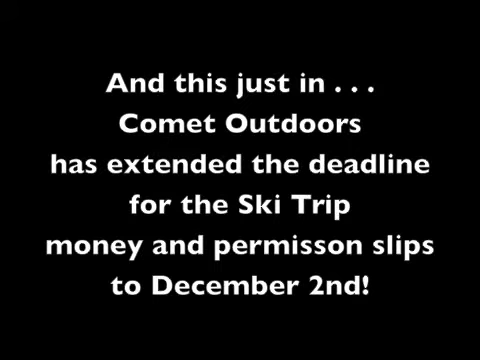 And this just in . . .
Comet Outdoors
has extended the deadline
for the Ski Trip
money and permisson slips
to December 2nd!